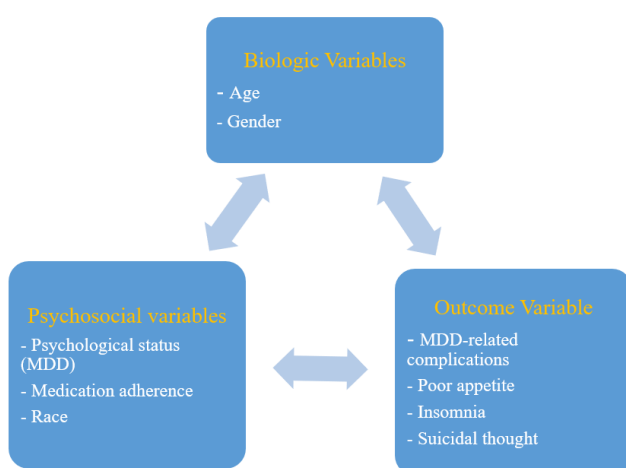 Biologic Variables
- Age
- Gender
Psychosocial variables
- Psychological status
(MDD)
- Medication adherence
- Race
Outcome Variable
- MDD-related
complications
- Poor appetite
- Insomnia
- Suicidal thought